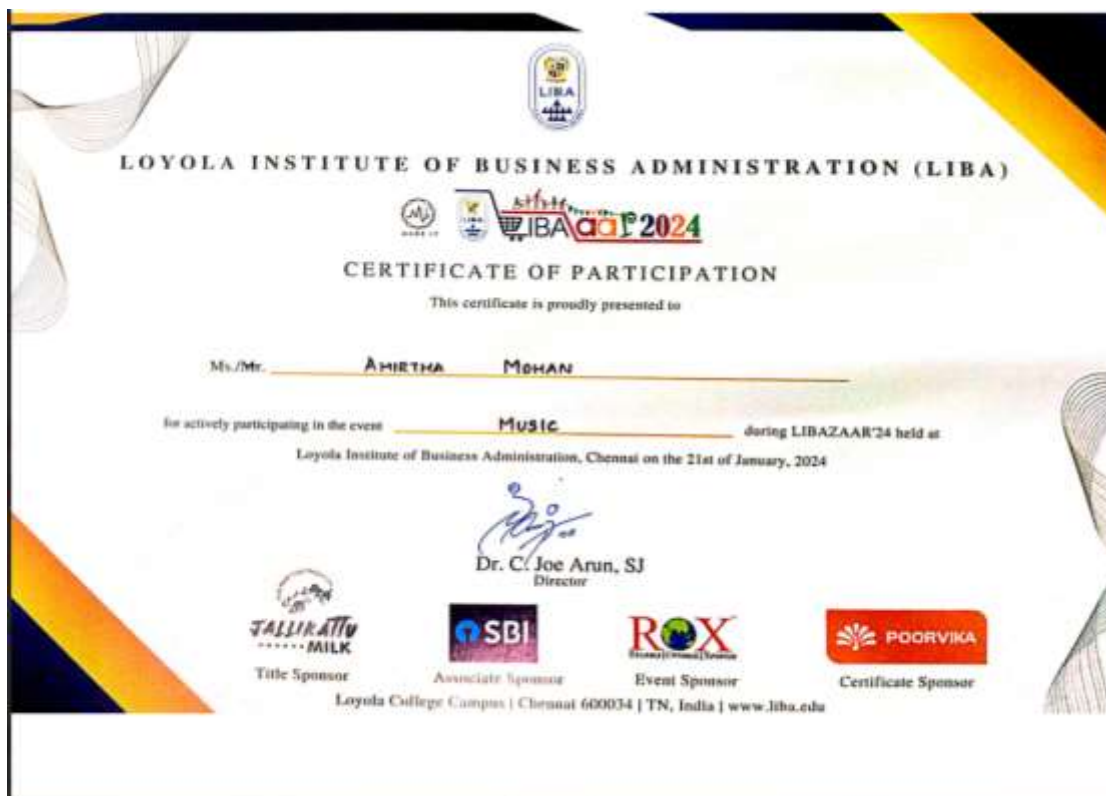 LIBA
LOYOLA INSTITUTE OF BUSINESS ADMINISTRATION (LIBA)
LIBAZaar 2024
CERTIFICATE OF PARTICIPATION
This certificate is proudly presented to
Ms./Mr. AMIRTHA MOHAN
for actively participating in the event MUSIC during LIBAZAAR'24 held at
Loyola Institute of Business Administration, Chennai on the 21st of January, 2024
Dr. C. Joe Arun, SJ
Director
JALLIKATTU MILK
SBI
ROX
POORVIKA
Title Sponsor
Associate Sponsor
Event Sponsor
Certificate Sponsor
Loyola College Campus | Chennai 600034 | TN, India | www.liba.edu